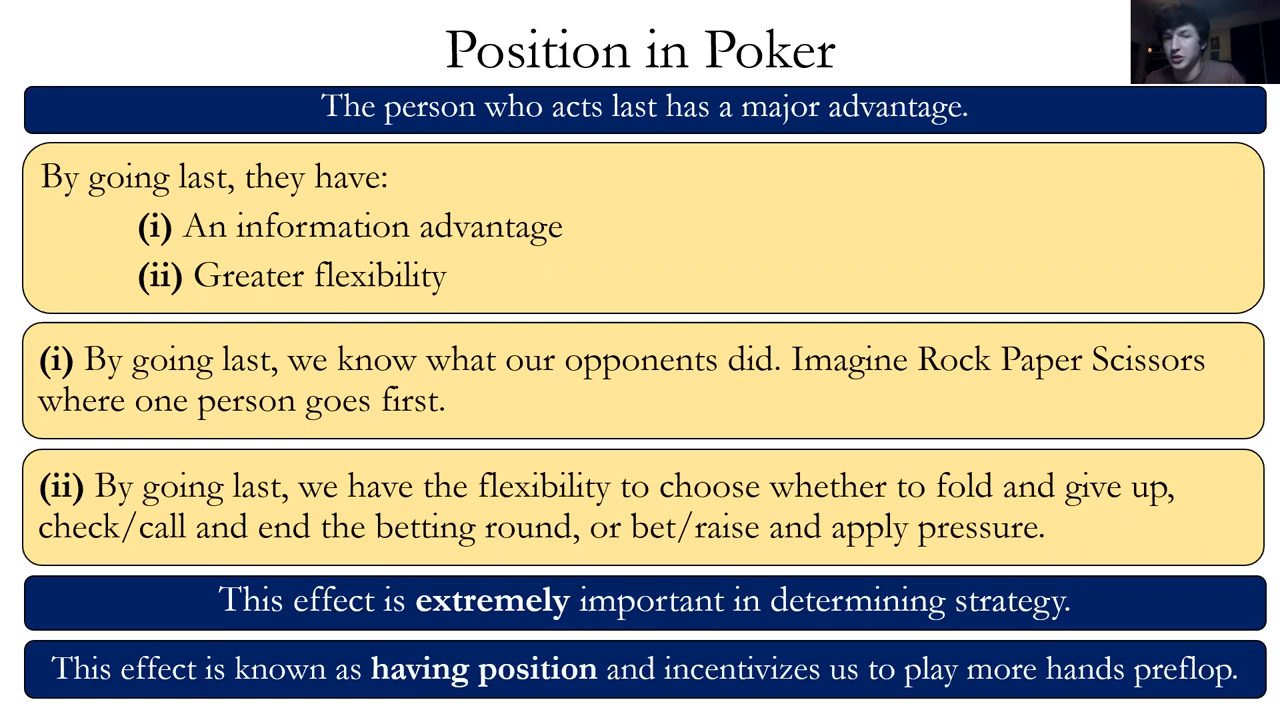 Position in Poker
The person who acts last has a major advantage.
By going last, they have:
(i) An information advantage
(ii) Greater flexibility
(i) By going last, we know what our opponents did. Imagine Rock Paper Scissors
where one person goes first.
(ii) By going last, we have the flexibility to choose whether to fold and give up,
check/call and end the betting round, or bet/raise and apply pressure.
This effect is extremely important in determining strategy.
This effect is known as having position and incentivizes us to play more hands preflop.